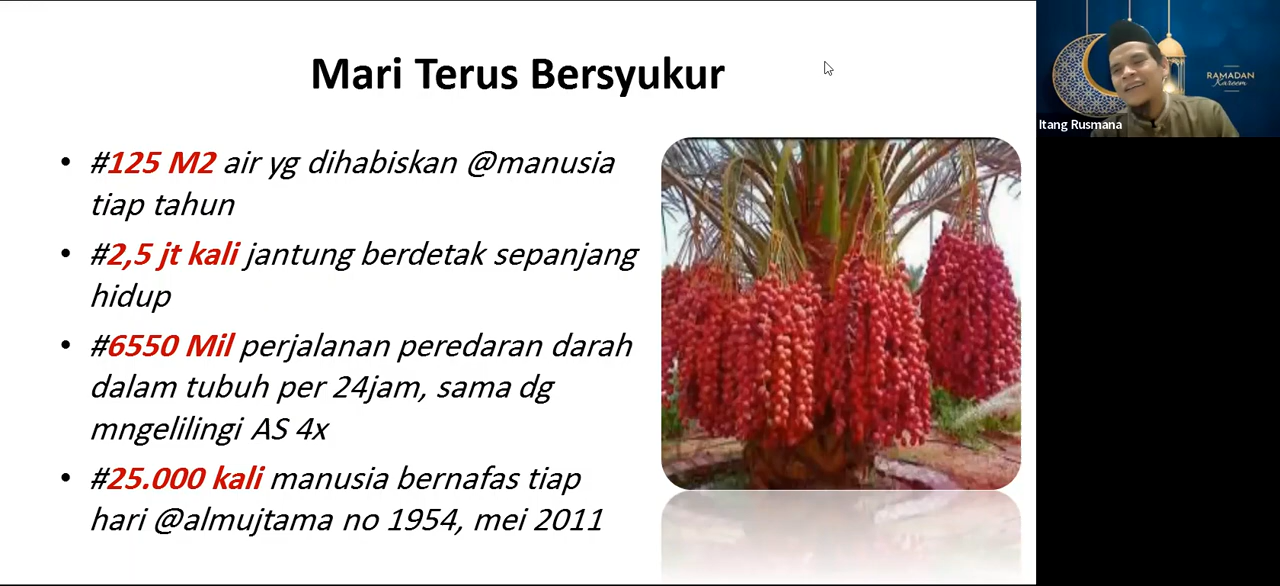 Mari Terus Bersyukur
• #125 M2 air yg dihabiskan @manusia
tiap tahun
• #2,5 jt kali jantung berdetak sepanjang
hidup
• #6550 Mil perjalanan peredaran darah
dalam tubuh per 24jam, sama dg
mngelilingi AS 4x
• #25.000 kali manusia bernafas tiap
hari @almujtama no 1954, mei 2011
RAMADAN
Kareem
Itang Rusmana